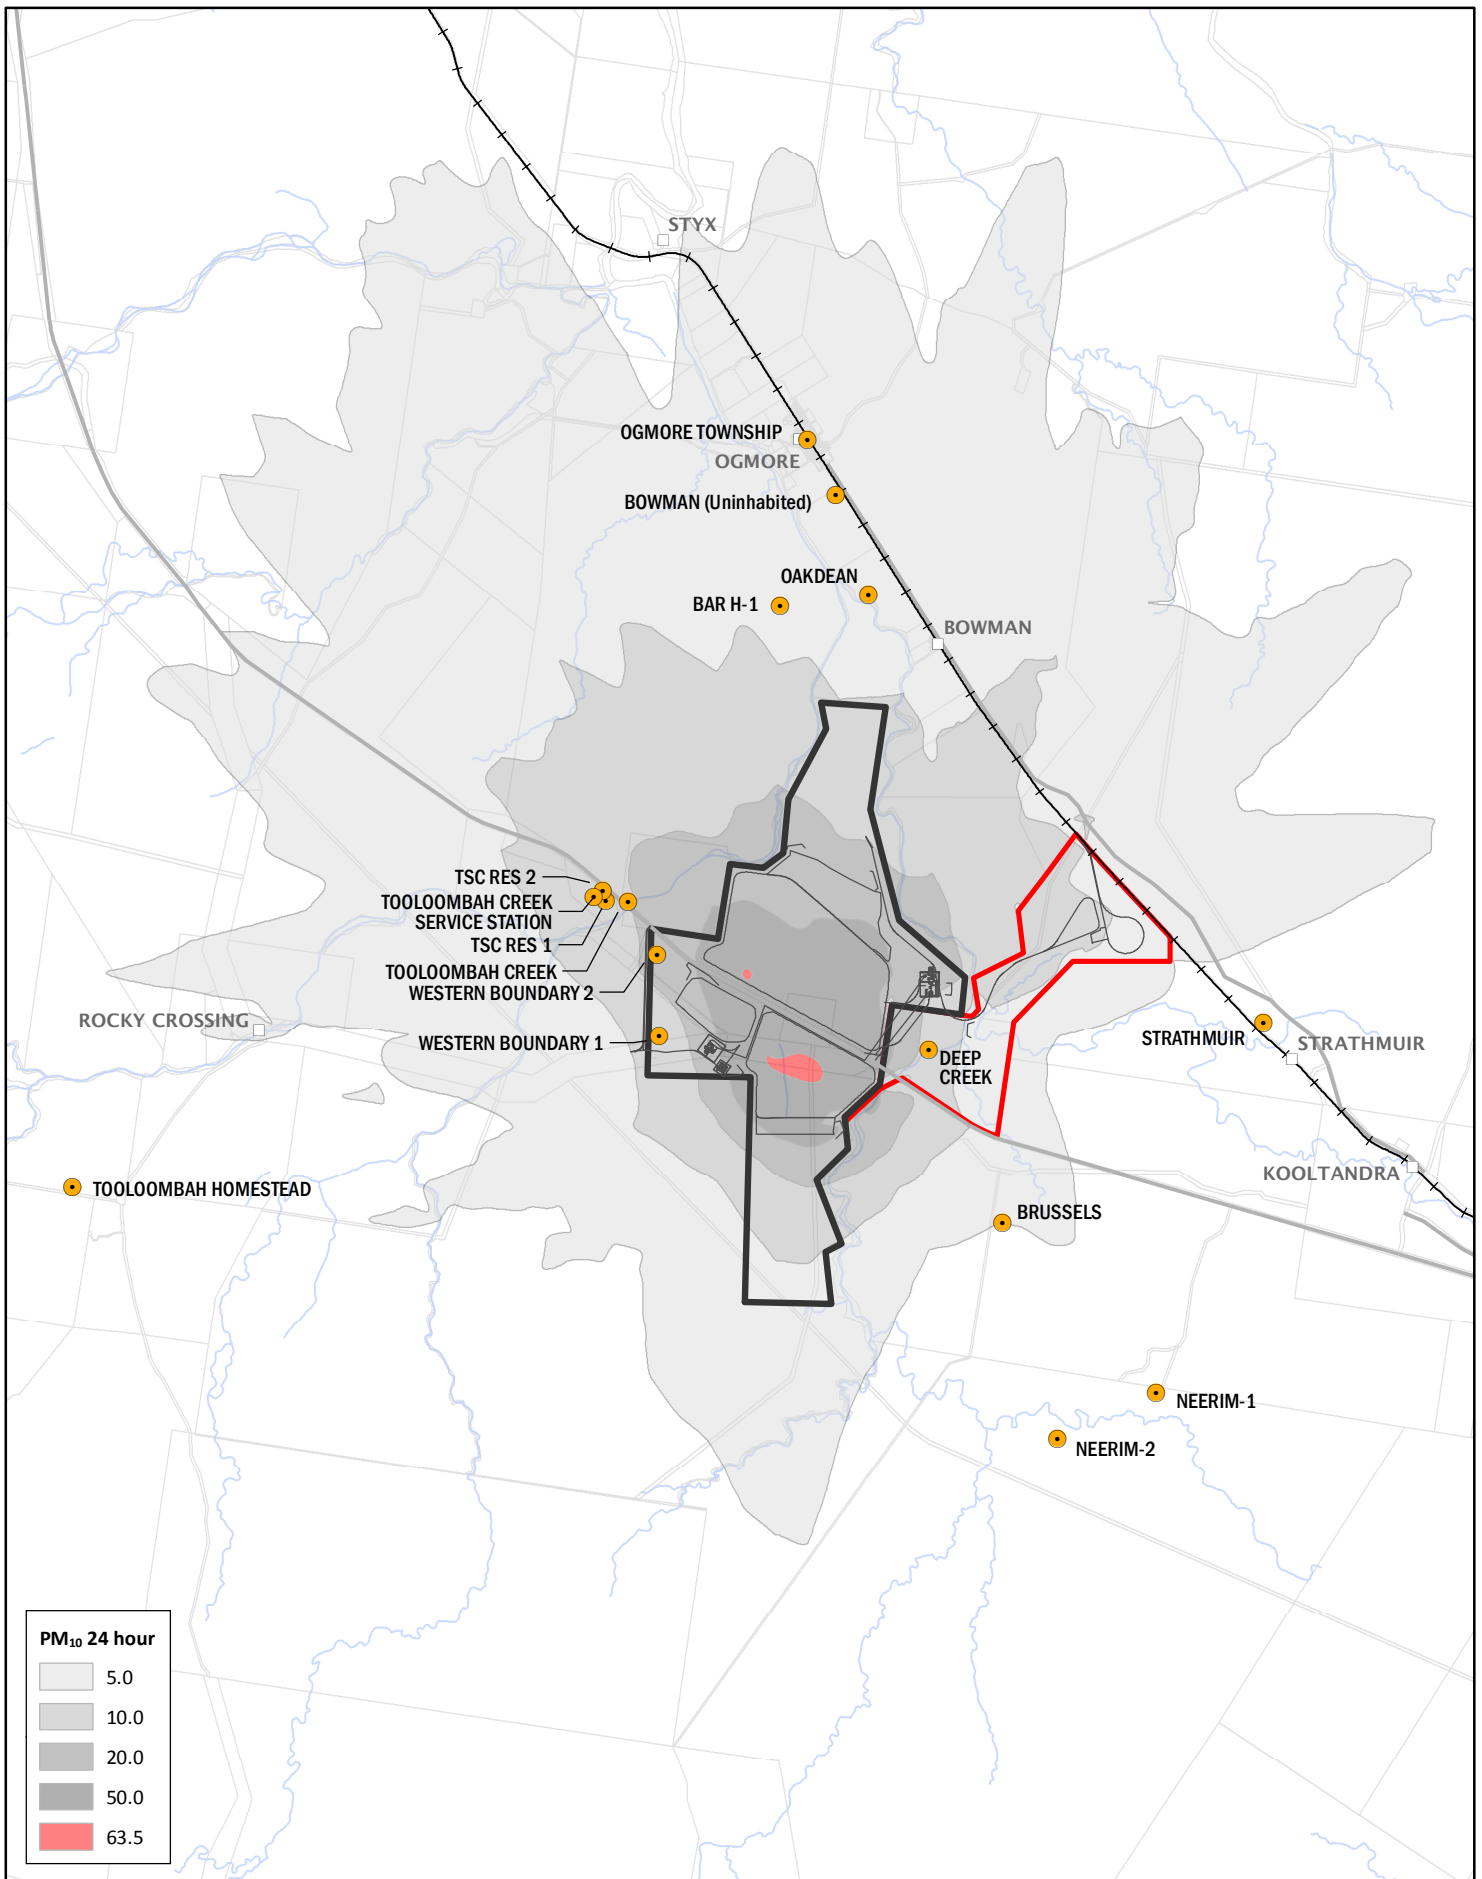 STYX
OGMORE TOWNSHIP
OGMORE
BOWMAN (Uninhabited)
OAKDEAN
BAR H-1
BOWMAN
TSC RES 2
TOOLOOMBAH CREEK
SERVICE STATION
TSC RES 1
TOOLOOMBAH CREEK
WESTERN BOUNDARY 2
ROCKY CROSSING
WESTERN BOUNDARY 1
STRATHMUIR
STRATHMUIR
DEEP
CREEK
KOOLTANDRA
TOOLOOMBAH HOMESTEAD
BRUSSELS
NEERIM-1
NEERIM-2
PM₁₀ 24 hour
5.0
10.0
20.0
50.0
63.5